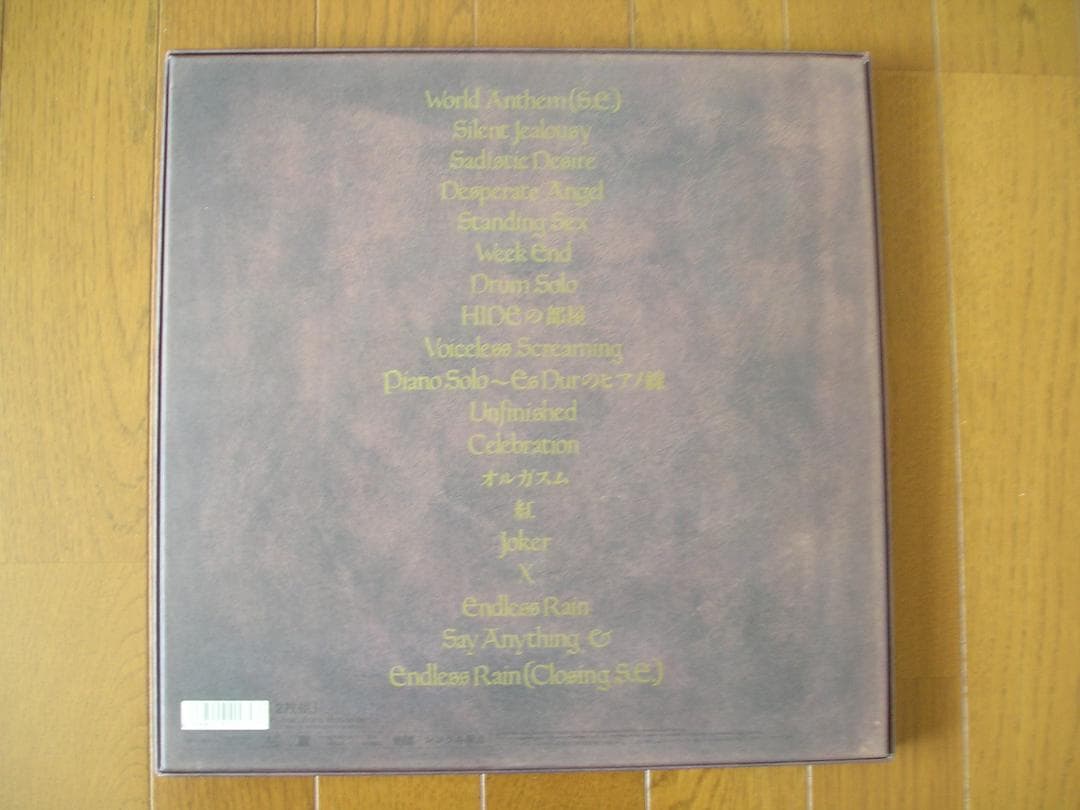 World Anthem (S.E.)
Silent Jealousy
Sadistic Desire
Desperate Angel
Standing Sex
Week End
Drum Solo
HIDEの部屋
Voiceless Screaming
Piano Solo～Es Durのピアノ線
Unfinished
Celebration
オルガスム
紅
Joker
X
Endless Rain
Say Anything &
Endless Rain (Closing S.E.)